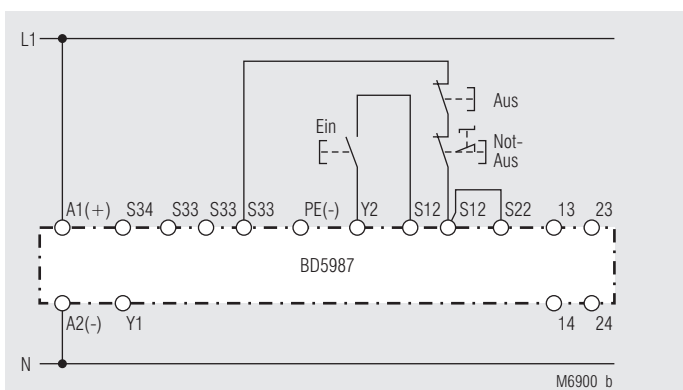 L1
Aus
Ein
Not-
Aus
A1(+) S34 S33 S33 S33 PE(-) Y2 S12 S12 S22 13 23
BD5987
A2(-) Y1 14 24
N
M6900_b